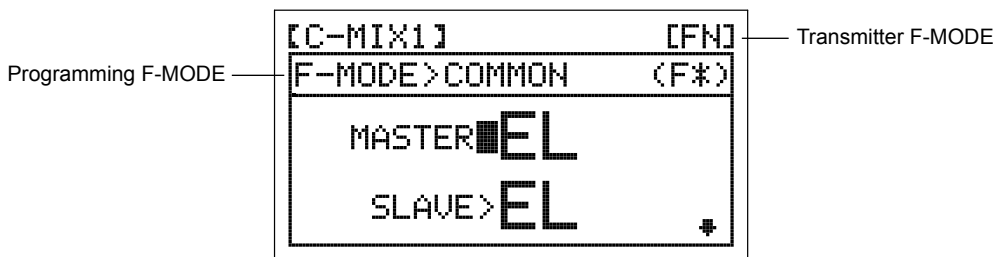 [C-MIX1] [FN]
Transmitter F-MODE
Programming F-MODE
F-MODE>COMMON (F*)
MASTER EL
SLAVE>EL